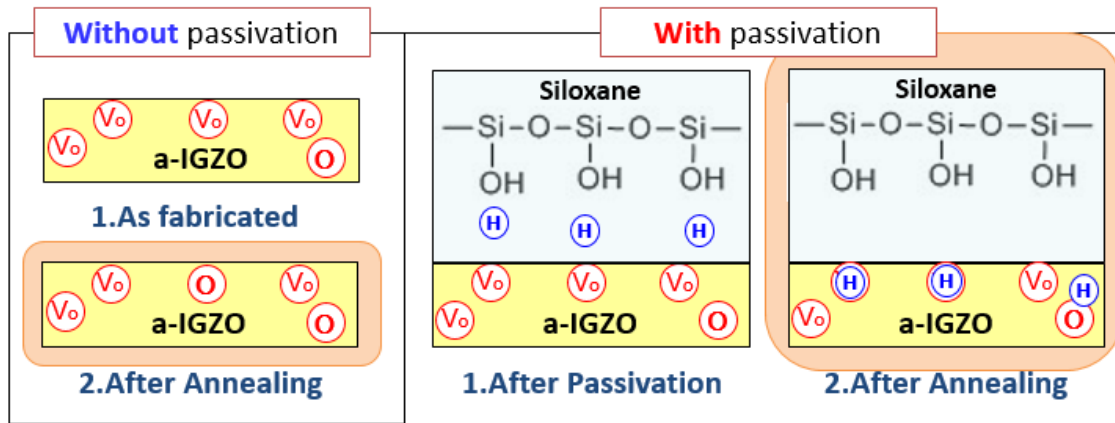 Without passivation
With passivation
Vo Vo Vo Vo O
a-IGZO
1.As fabricated
Vo Vo O Vo O
a-IGZO
2.After Annealing
Siloxane
—Si—O—Si—O—Si—
OH OH OH
H H H
Vo Vo Vo Vo O
a-IGZO
1.After Passivation
Siloxane
—Si—O—Si—O—Si—
OH OH OH
H H Vo H
Vo O
a-IGZO
2.After Annealing